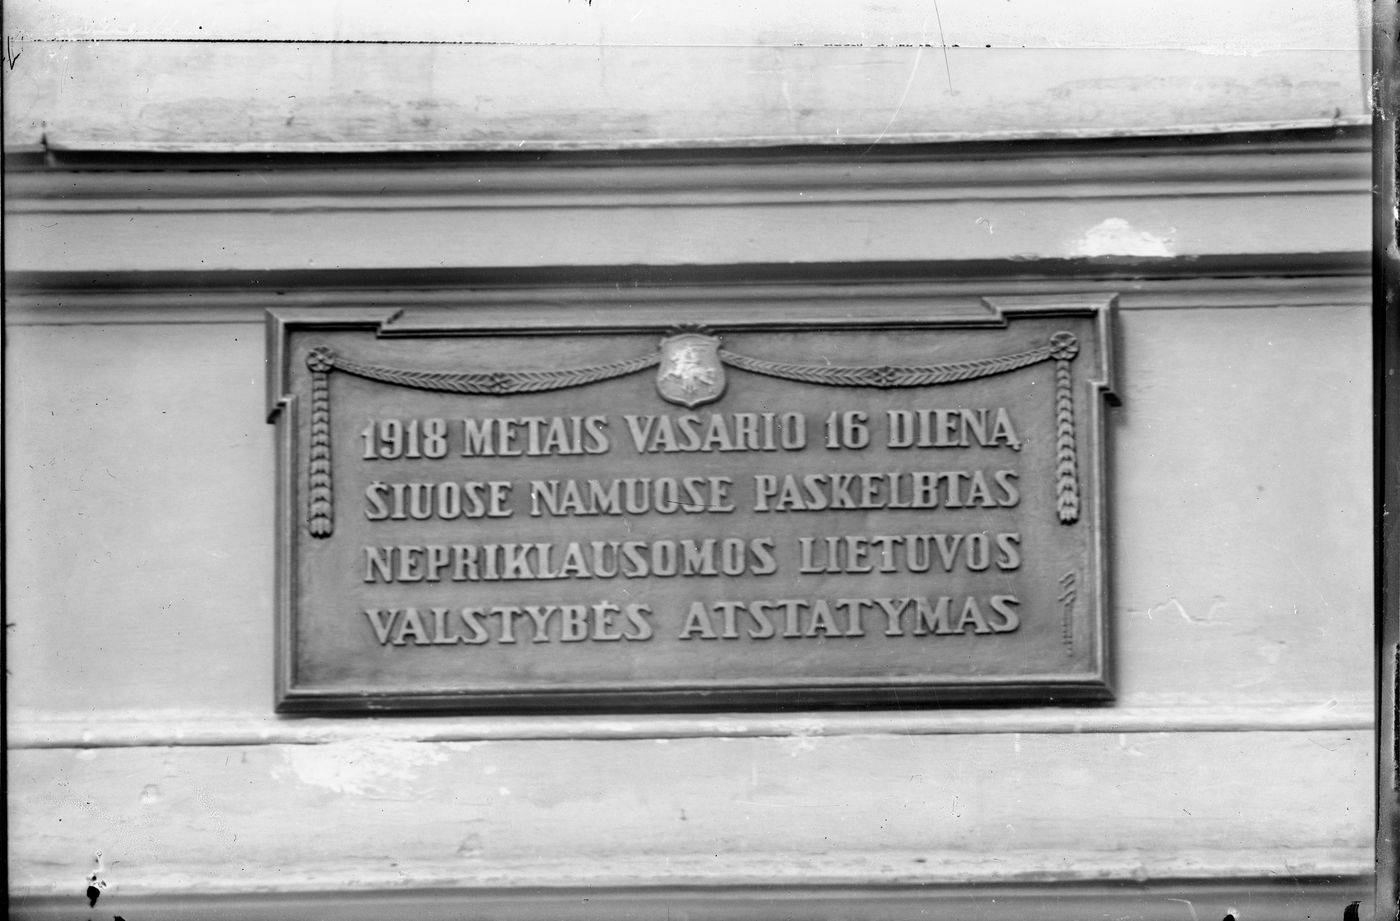 1918 METAIS VASARIO 16 DIENĄ
ŠIUOSE NAMUOSE PASKELBTAS
NEPRIKLAUSOMOS LIETUVOS
VALSTYBĖS ATSTATYMAS